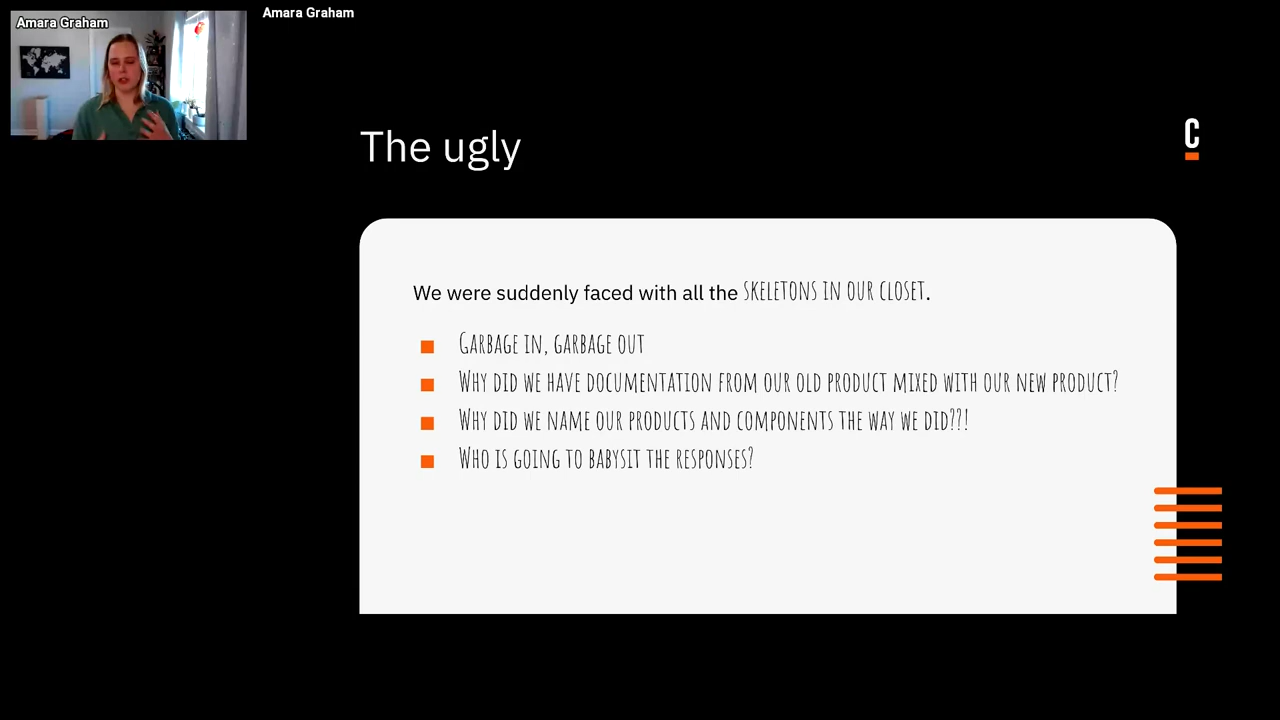 Amara Graham
Amara Graham
The ugly
C
We were suddenly faced with all the SKELETONS IN OUR CLOSET.
GARBAGE IN, GARBAGE OUT
WHY DID WE HAVE DOCUMENTATION FROM OUR OLD PRODUCT MIXED WITH OUR NEW PRODUCT?
WHY DID WE NAME OUR PRODUCTS AND COMPONENTS THE WAY WE DID??!
WHO IS GOING TO BABYSIT THE RESPONSES?